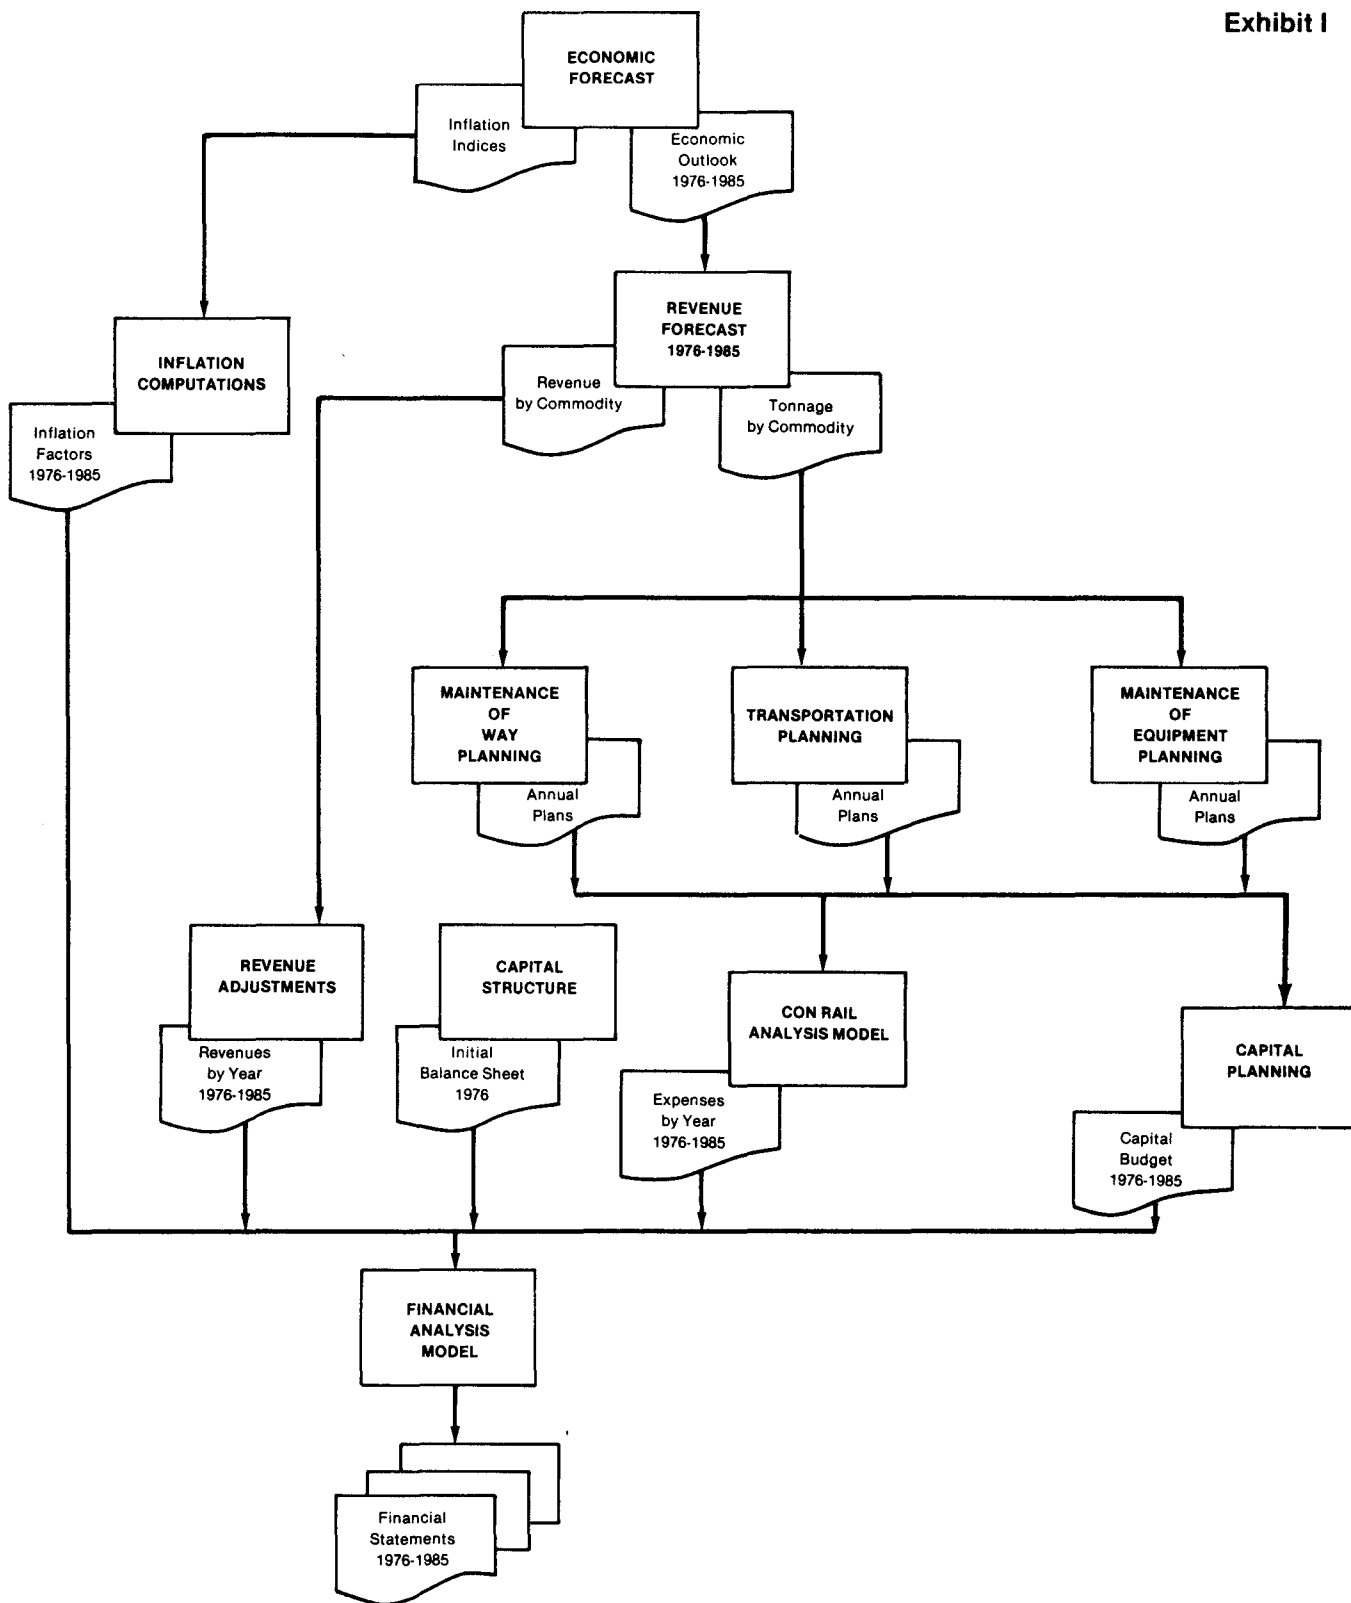 Exhibit I
ECONOMIC
FORECAST
Inflation
Indices
Economic
Outlook
1976-1985
REVENUE
FORECAST
1976-1985
INFLATION
COMPUTATIONS
Revenue
by Commodity
Tonnage
by Commodity
Inflation
Factors
1976-1985
MAINTENANCE
OF
WAY
PLANNING
Annual
Plans
TRANSPORTATION
PLANNING
Annual
Plans
MAINTENANCE
OF
EQUIPMENT
PLANNING
Annual
Plans
REVENUE
ADJUSTMENTS
Revenues
by Year
1976-1985
CAPITAL
STRUCTURE
Initial
Balance Sheet
1976
CON RAIL
ANALYSIS MODEL
Expenses
by Year
1976-1985
CAPITAL
PLANNING
Capital
Budget
1976-1985
FINANCIAL
ANALYSIS
MODEL
Financial
Statements
1976-1985